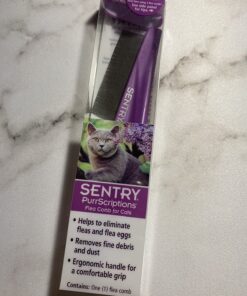 SENTRY
SENTRY®
PurrScriptions®
Flea Comb for Cats
• Helps to eliminate
fleas and flea eggs
• Removes fine debris
and dust
• Ergonomic handle for
a comfortable grip
Contains: One (1) flea comb